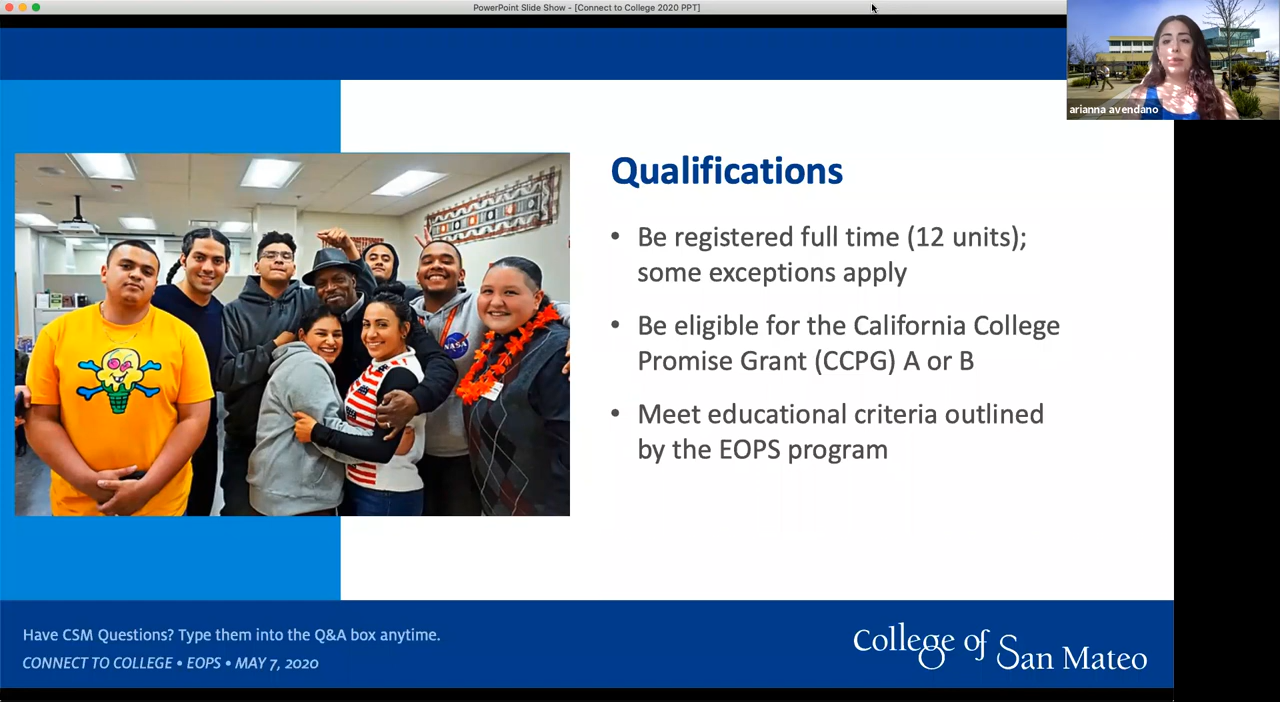 PowerPoint Slide Show - [Connect to College 2020 PPT]
arianna avendano
Qualifications
• Be registered full time (12 units);
some exceptions apply
• Be eligible for the California College
Promise Grant (CCPG) A or B
• Meet educational criteria outlined
by the EOPS program
NASA
Have CSM Questions? Type them into the Q&A box anytime.
CONNECT TO COLLEGE • EOPS • MAY 7, 2020
College of
San Mateo